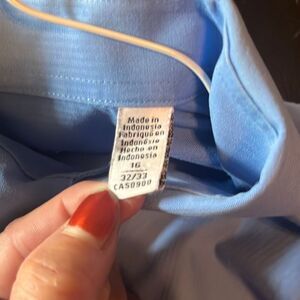 Made in
Indonesia
Fabriqué en
Indonésie
Hecho en
Indonesia
16
32/33
CA50900